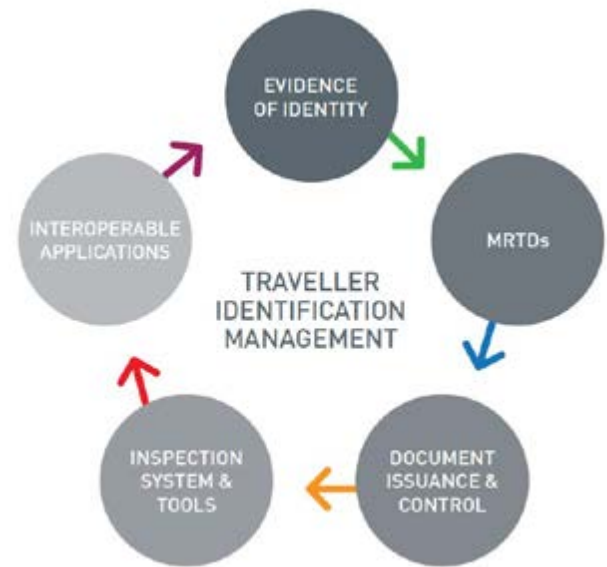 EVIDENCE
OF IDENTITY
MRTDs
DOCUMENT
ISSUANCE &
CONTROL
INSPECTION
SYSTEM &
TOOLS
INTEROPERABLE
APPLICATIONS
TRAVELLER
IDENTIFICATION
MANAGEMENT